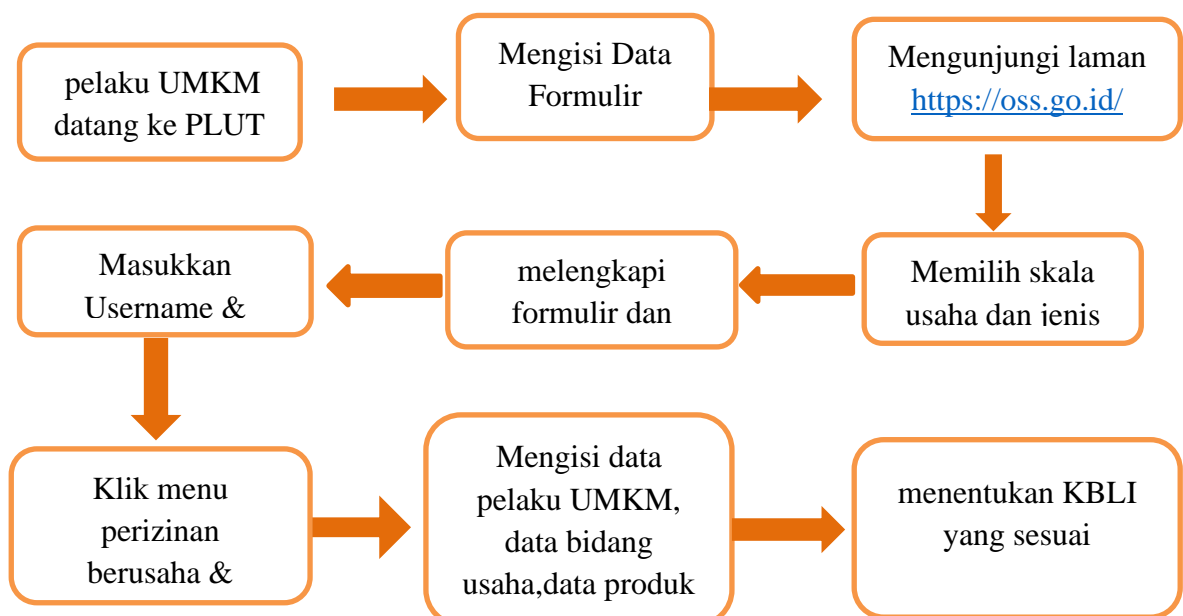 pelaku UMKM
datang ke PLUT
Mengisi Data
Formulir
Mengunjungi laman
https://oss.go.id/
Memilih skala
usaha dan jenis
melengkapi
formulir dan
Masukkan
Username &
Klik menu
perizinan
berusaha &
Mengisi data
pelaku UMKM,
data bidang
usaha,data produk
menentukan KBLI
yang sesuai